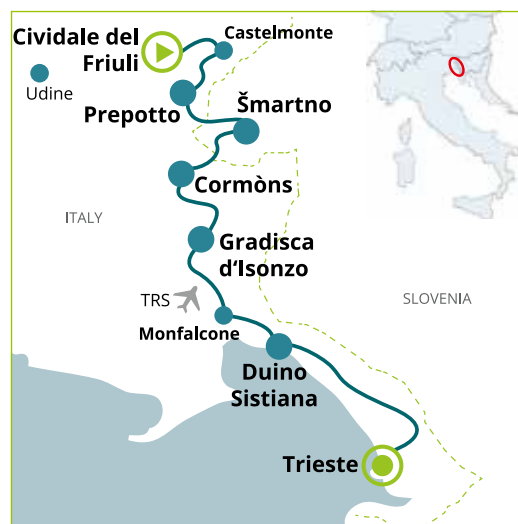 Cividale del
Friuli
Castelmonte
Udine
Prepotto
Šmartno
Cormòns
ITALY
Gradisca
d'Isonzo
TRS
SLOVENIA
Monfalcone
Duino
Sistiana
Trieste